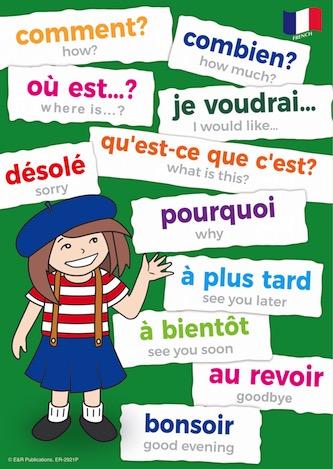 comment?
how?
combien?
how much?
FRENCH
où est...?
where is...?
je voudrai...
I would like...
qu'est-ce que c'est?
what is this?
désolé
sorry
pourquoi
why
à plus tard
see you later
à bientôt
see you soon
au revoir
goodbye
bonsoir
good evening
© E&R Publications. ER-2921P